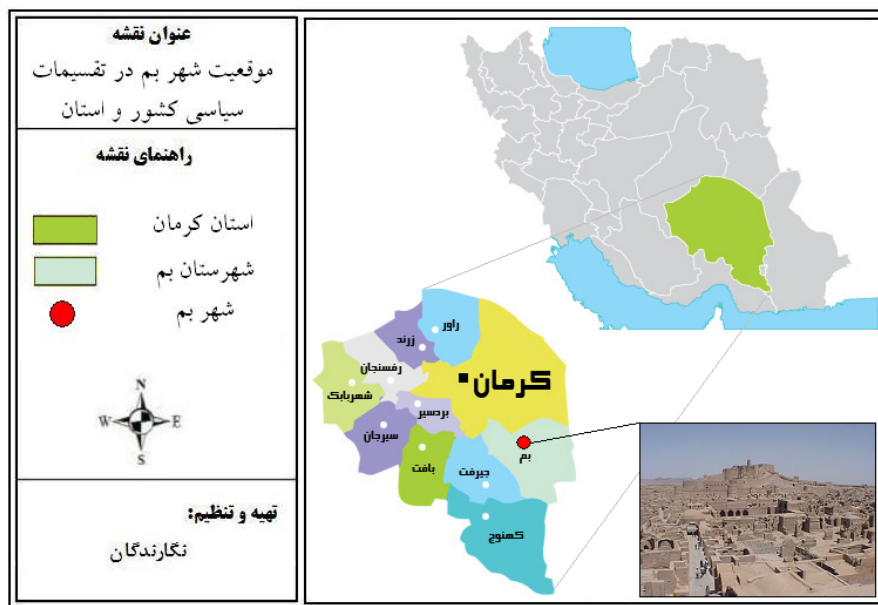 عنوان نقشه
موقعیت شهر بم در تقسیمات
سیاسی کشور و استان
راهنمای نقشه
استان کرمان
شهرستان بم
شهر بم
N
W
E
S
تهیه و تنظیم:
نگارندگان
راور
زرند
رفسنجان
کرمان
شهربابک
بردسیر
سیرجان
بم
بافت
جیرفت
کهنوج